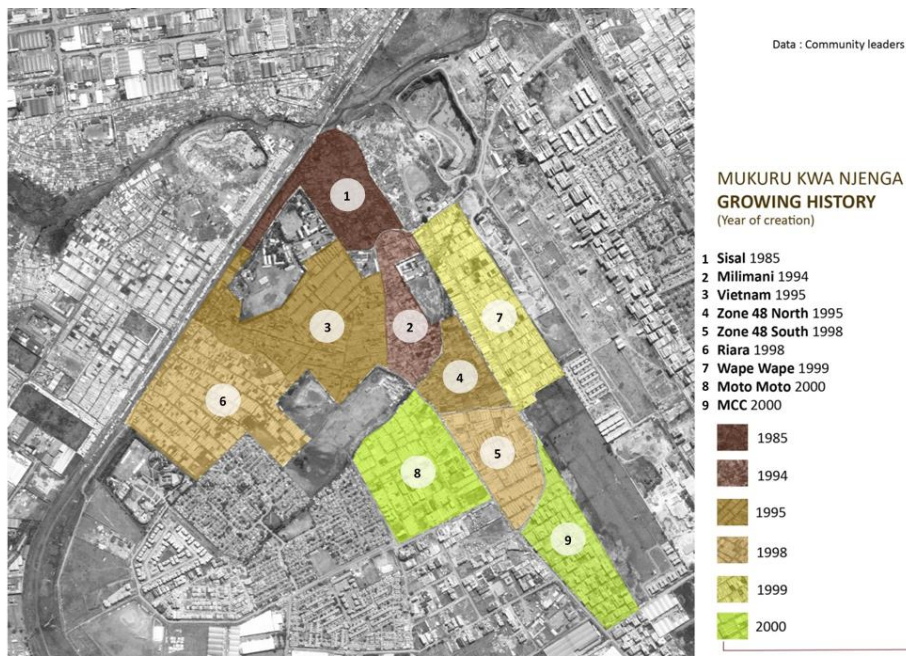 Data : Community leaders
MUKURU KWA NJENGA
GROWING HISTORY
(Year of creation)
1 Sisal 1985
2 Milimani 1994
3 Vietnam 1995
4 Zone 48 North 1995
5 Zone 48 South 1998
6 Riara 1998
7 Wape Wape 1999
8 Moto Moto 2000
9 MCC 2000
1985
1994
1995
1998
1999
2000
1
7
3
2
4
6
5
8
9